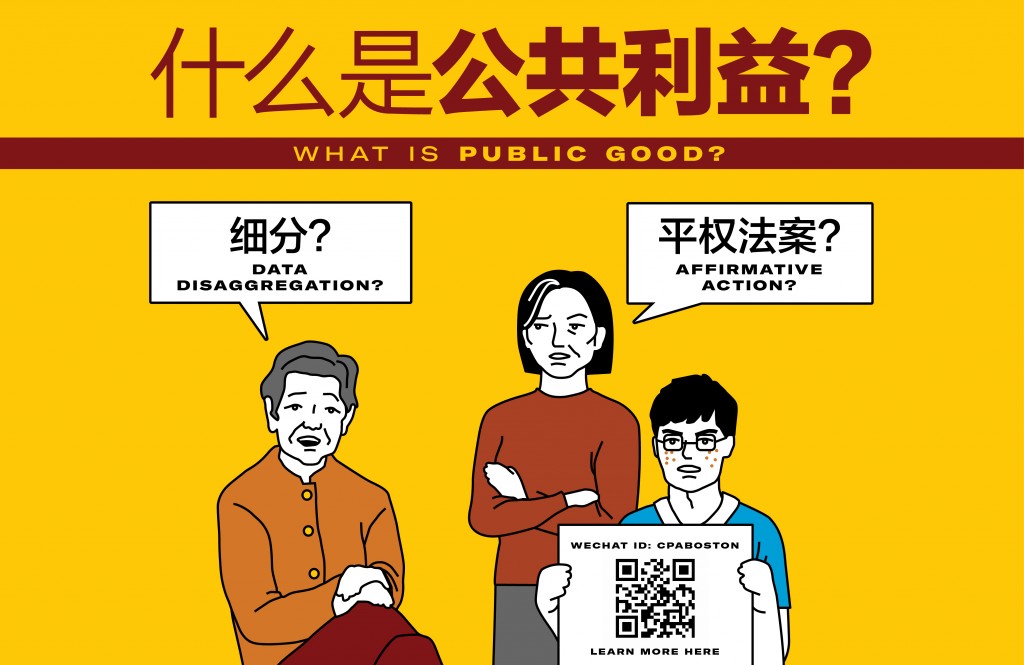 什么是公共利益?
WHAT IS PUBLIC GOOD?
细分?
DATA
DISAGGREGATION?
平权法案?
AFFIRMATIVE
ACTION?
WECHAT ID: CPABOSTON
LEARN MORE HERE